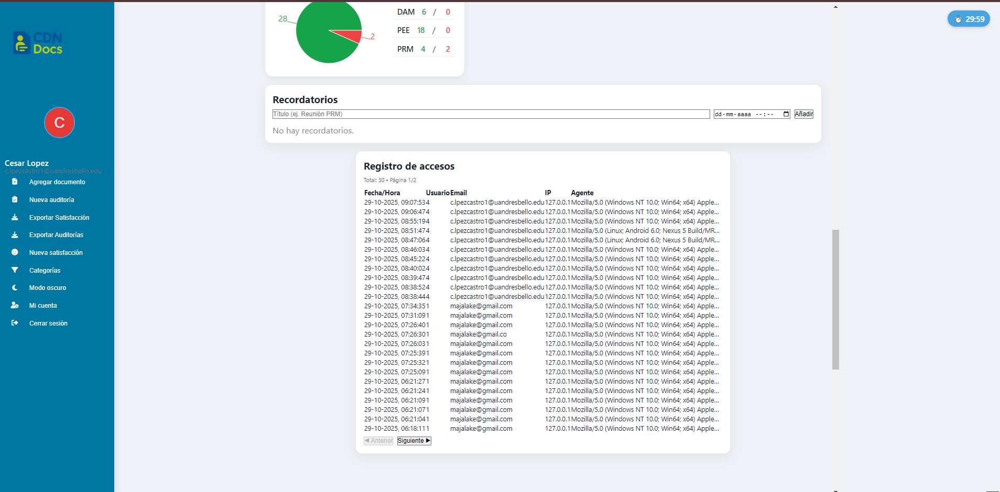 CDN
Docs
C
Cesar Lopez
c.lpezcastro1@uandresbello.edu
Agregar documento
Nueva auditoría
Exportar Satisfacción
Exportar Auditorías
Nueva satisfacción
Categorías
Modo oscuro
Mi cuenta
Cerrar sesión
29:59
28
2
DAM 6 / 0
PEE 18 / 0
PRM 4 / 2
Recordatorios
Título (ej. Reunión PRM) dd-mm-aaaa --:-- Añadir
No hay recordatorios.
Registro de accesos
Total: 30 • Página 1/2
Fecha/Hora Usuario Email IP Agente
29-10-2025, 09:07:53 4 c.lpezcastro1@uandresbello.edu 127.0.0.1 Mozilla/5.0 (Windows NT 10.0; Win64; x64) Apple...
29-10-2025, 09:06:47 4 c.lpezcastro1@uandresbello.edu 127.0.0.1 Mozilla/5.0 (Windows NT 10.0; Win64; x64) Apple...
29-10-2025, 08:55:19 4 c.lpezcastro1@uandresbello.edu 127.0.0.1 Mozilla/5.0 (Windows NT 10.0; Win64; x64) Apple...
29-10-2025, 08:51:47 4 c.lpezcastro1@uandresbello.edu 127.0.0.1 Mozilla/5.0 (Linux; Android 6.0; Nexus 5 Build/MR...
29-10-2025, 08:47:06 4 c.lpezcastro1@uandresbello.edu 127.0.0.1 Mozilla/5.0 (Linux; Android 6.0; Nexus 5 Build/MR...
29-10-2025, 08:46:03 4 c.lpezcastro1@uandresbello.edu 127.0.0.1 Mozilla/5.0 (Windows NT 10.0; Win64; x64) Apple...
29-10-2025, 08:45:22 4 c.lpezcastro1@uandresbello.edu 127.0.0.1 Mozilla/5.0 (Windows NT 10.0; Win64; x64) Apple...
29-10-2025, 08:40:02 4 c.lpezcastro1@uandresbello.edu 127.0.0.1 Mozilla/5.0 (Windows NT 10.0; Win64; x64) Apple...
29-10-2025, 08:39:47 4 c.lpezcastro1@uandresbello.edu 127.0.0.1 Mozilla/5.0 (Windows NT 10.0; Win64; x64) Apple...
29-10-2025, 08:38:52 4 c.lpezcastro1@uandresbello.edu 127.0.0.1 Mozilla/5.0 (Windows NT 10.0; Win64; x64) Apple...
29-10-2025, 08:38:44 4 c.lpezcastro1@uandresbello.edu 127.0.0.1 Mozilla/5.0 (Windows NT 10.0; Win64; x64) Apple...
29-10-2025, 07:34:35 1 majalake@gmail.com 127.0.0.1 Mozilla/5.0 (Windows NT 10.0; Win64; x64) Apple...
29-10-2025, 07:31:09 1 majalake@gmail.com 127.0.0.1 Mozilla/5.0 (Windows NT 10.0; Win64; x64) Apple...
29-10-2025, 07:26:40 1 majalake@gmail.com 127.0.0.1 Mozilla/5.0 (Windows NT 10.0; Win64; x64) Apple...
29-10-2025, 07:26:30 1 majalake@gmail.co 127.0.0.1 Mozilla/5.0 (Windows NT 10.0; Win64; x64) Apple...
29-10-2025, 07:26:03 1 majalake@gmail.com 127.0.0.1 Mozilla/5.0 (Windows NT 10.0; Win64; x64) Apple...
29-10-2025, 07:25:39 1 majalake@gmail.com 127.0.0.1 Mozilla/5.0 (Windows NT 10.0; Win64; x64) Apple...
29-10-2025, 07:25:32 1 majalake@gmail.com 127.0.0.1 Mozilla/5.0 (Windows NT 10.0; Win64; x64) Apple...
29-10-2025, 07:25:09 1 majalake@gmail.com 127.0.0.1 Mozilla/5.0 (Windows NT 10.0; Win64; x64) Apple...
29-10-2025, 06:21:27 1 majalake@gmail.com 127.0.0.1 Mozilla/5.0 (Windows NT 10.0; Win64; x64) Apple...
29-10-2025, 06:21:24 1 majalake@gmail.com 127.0.0.1 Mozilla/5.0 (Windows NT 10.0; Win64; x64) Apple...
29-10-2025, 06:21:09 1 majalake@gmail.com 127.0.0.1 Mozilla/5.0 (Windows NT 10.0; Win64; x64) Apple...
29-10-2025, 06:21:07 1 majalake@gmail.com 127.0.0.1 Mozilla/5.0 (Windows NT 10.0; Win64; x64) Apple...
29-10-2025, 06:21:04 1 majalake@gmail.com 127.0.0.1 Mozilla/5.0 (Windows NT 10.0; Win64; x64) Apple...
29-10-2025, 06:18:11 1 majalake@gmail.com 127.0.0.1 Mozilla/5.0 (Windows NT 10.0; Win64; x64) Apple...
◀ Anterior Siguiente ▶